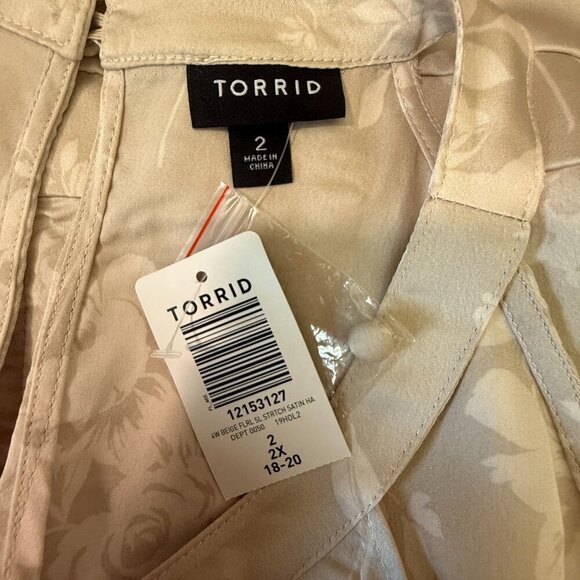 TORRID
2
MADE IN
CHINA
TORRID
12153127
4W BEIGE FLRL SL STRTCH SATIN HA
DEPT 0050 19HOL2
2
2X
18-20